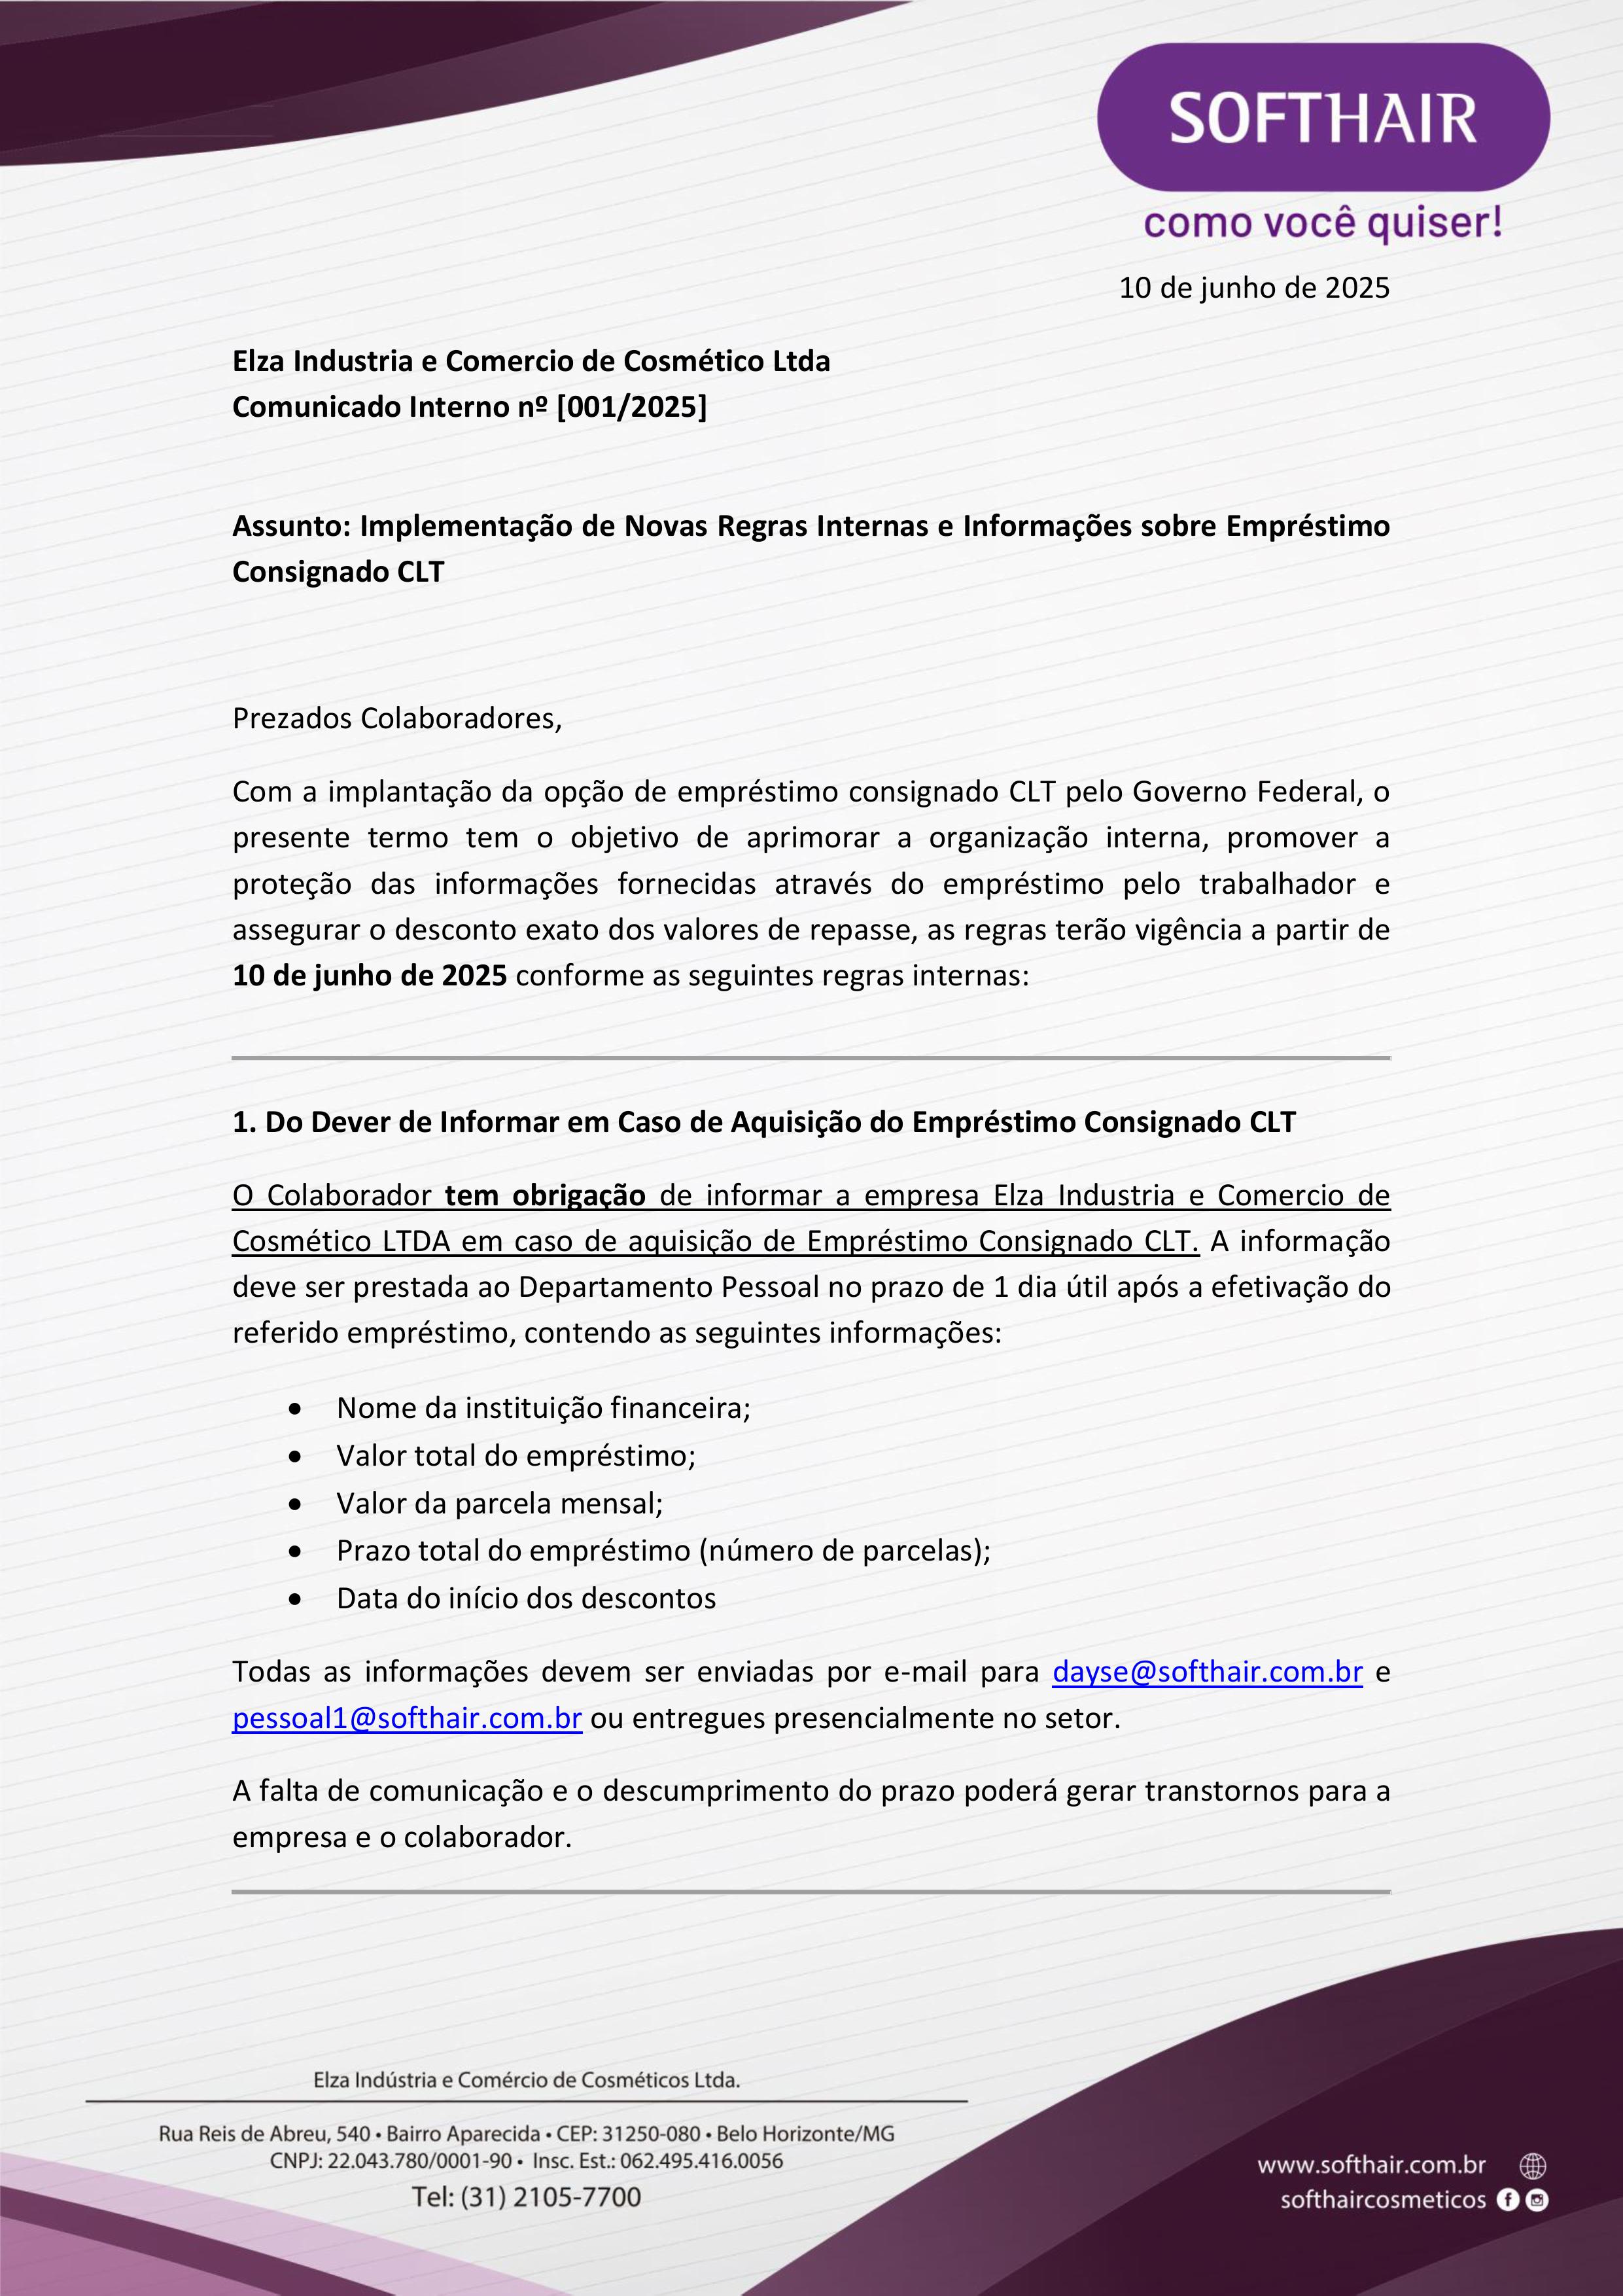 SOFTHAIR
como você quiser!
10 de junho de 2025
Elza Industria e Comercio de Cosmético Ltda
Comunicado Interno nº [001/2025]
Assunto: Implementação de Novas Regras Internas e Informações sobre Empréstimo
Consignado CLT
Prezados Colaboradores,
Com a implantação da opção de empréstimo consignado CLT pelo Governo Federal, o
presente termo tem o objetivo de aprimorar a organização interna, promover a
proteção das informações fornecidas através do empréstimo pelo trabalhador e
assegurar o desconto exato dos valores de repasse, as regras terão vigência a partir de
10 de junho de 2025 conforme as seguintes regras internas:
1. Do Dever de Informar em Caso de Aquisição do Empréstimo Consignado CLT
O Colaborador tem obrigação de informar a empresa Elza Industria e Comercio de
Cosmético LTDA em caso de aquisição de Empréstimo Consignado CLT. A informação
deve ser prestada ao Departamento Pessoal no prazo de 1 dia útil após a efetivação do
referido empréstimo, contendo as seguintes informações:
• Nome da instituição financeira;
• Valor total do empréstimo;
• Valor da parcela mensal;
• Prazo total do empréstimo (número de parcelas);
• Data do início dos descontos
Todas as informações devem ser enviadas por e-mail para dayse@softhair.com.br e
pessoal1@softhair.com.br ou entregues presencialmente no setor.
A falta de comunicação e o descumprimento do prazo poderá gerar transtornos para a
empresa e o colaborador.
Elza Indústria e Comércio de Cosméticos Ltda.
Rua Reis de Abreu, 540 • Bairro Aparecida • CEP: 31250-080 • Belo Horizonte/MG
CNPJ: 22.043.780/0001-90 • Insc. Est.: 062.495.416.0056
Tel: (31) 2105-7700
www.softhair.com.br
softhaircosmeticos